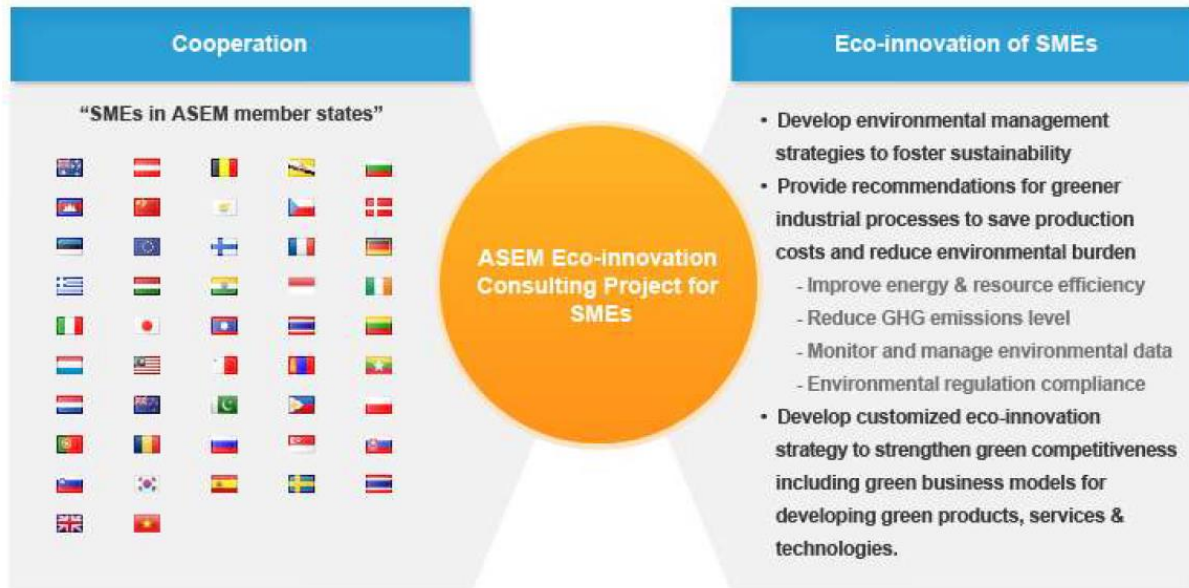 Cooperation
“SMEs in ASEM member states”
ASEM Eco-innovation
Consulting Project for
SMEs
Eco-innovation of SMEs
• Develop environmental management
strategies to foster sustainability
• Provide recommendations for greener
industrial processes to save production
costs and reduce environmental burden
- Improve energy & resource efficiency
- Reduce GHG emissions level
- Monitor and manage environmental data
- Environmental regulation compliance
• Develop customized eco-innovation
strategy to strengthen green competitiveness
including green business models for
developing green products, services &
technologies.